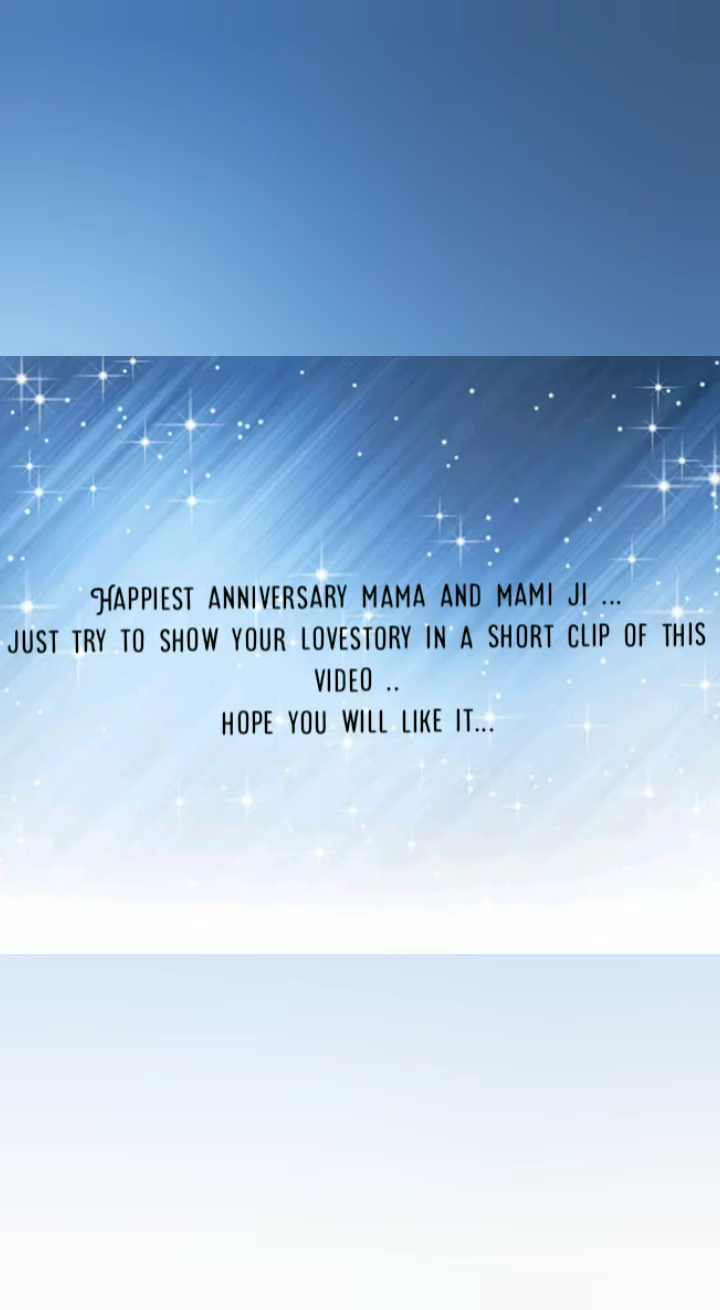 HAPPIEST ANNIVERSARY MAMA AND MAMI JI ...
JUST TRY TO SHOW YOUR LOVESTORY IN A SHORT CLIP OF THIS
VIDEO ..
HOPE YOU WILL LIKE IT...